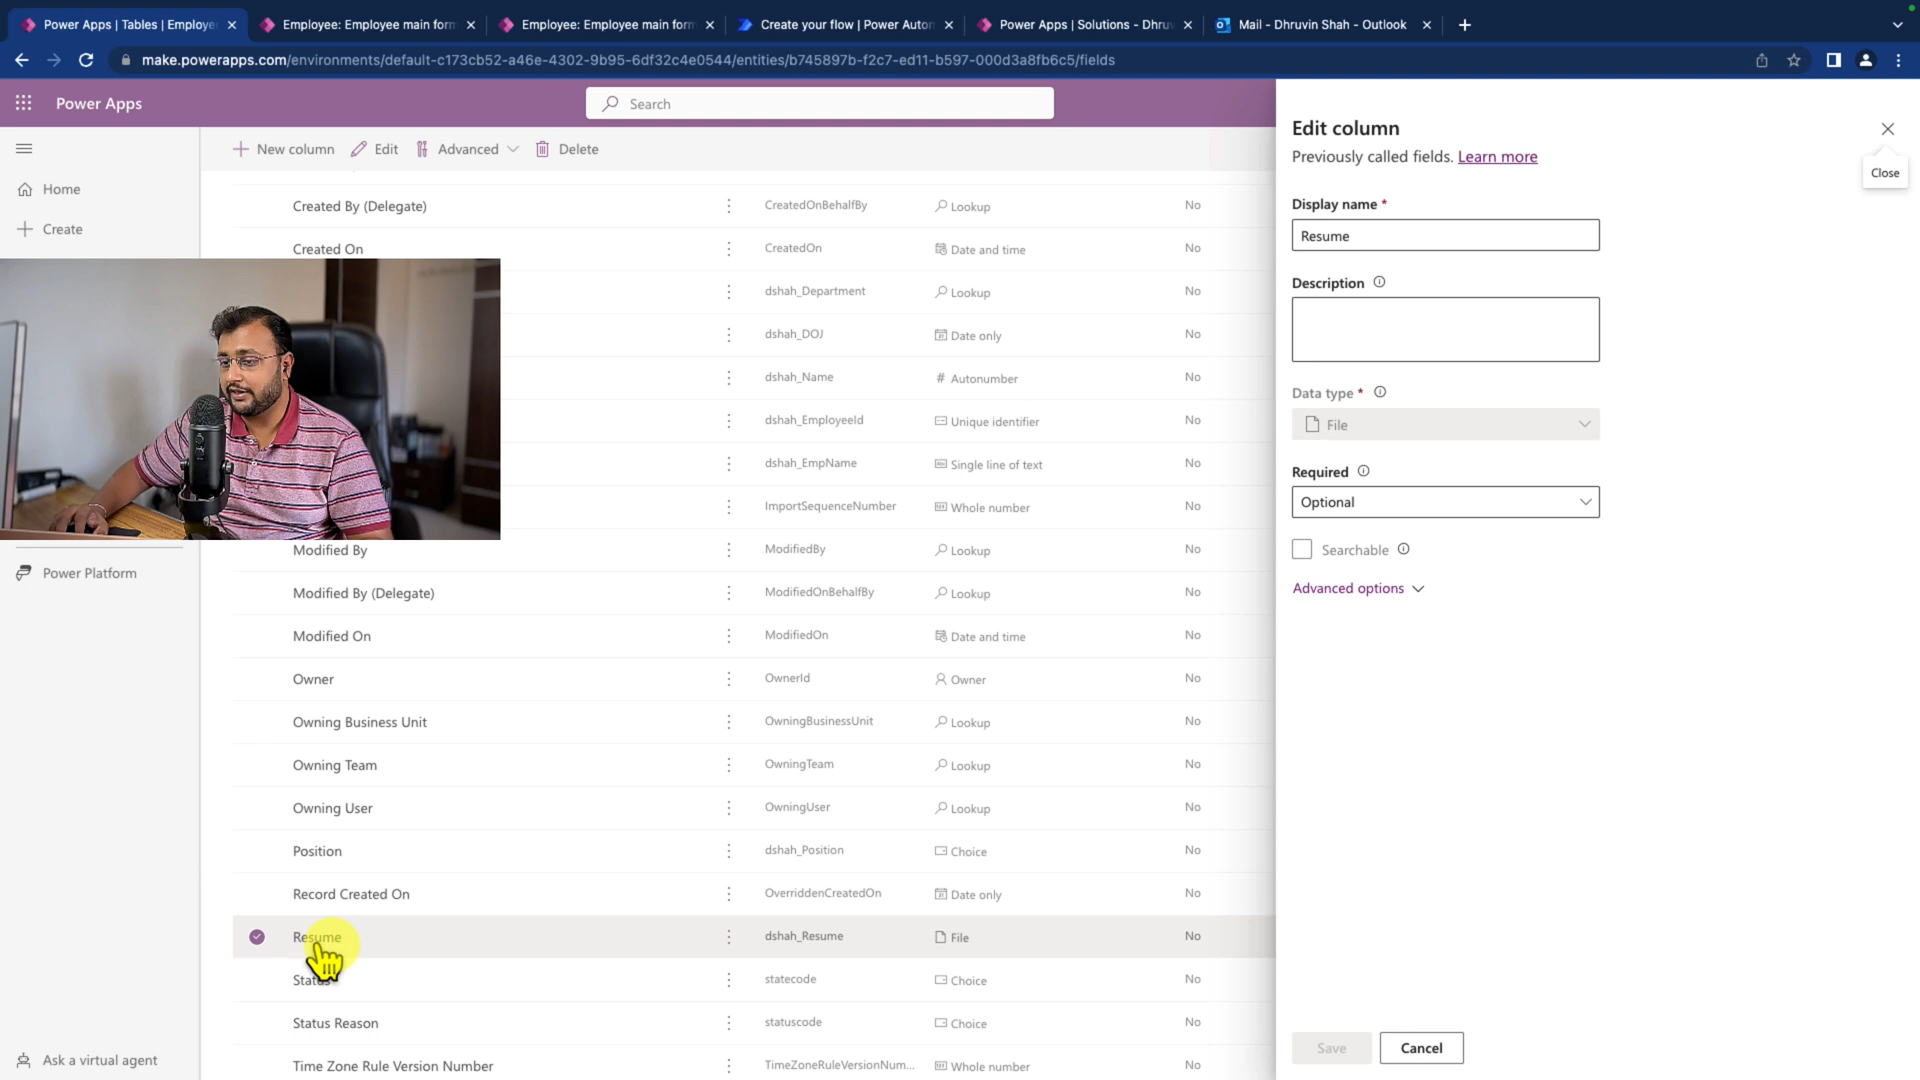 Power Apps | Tables | Employe
Employee: Employee main form
Employee: Employee main form
Create your flow | Power Auton
Power Apps | Solutions - Dhruv
Mail - Dhruvin Shah - Outlook
make.powerapps.com/environments/default-c173cb52-a46e-4302-9b95-6df32c4e0544/entities/b745897b-f2c7-ed11-b597-000d3a8fb6c5/fields
Power Apps
Search
Home
Create
Power Platform
Ask a virtual agent
New column
Edit
Advanced
Delete
Created By (Delegate) CreatedOnBehalfBy Lookup No
Created On CreatedOn Date and time No
dshah_Department Lookup No
dshah_DOJ Date only No
dshah_Name # Autonumber No
dshah_EmployeeId Unique identifier No
dshah_EmpName Single line of text No
ImportSequenceNumber Whole number No
Modified By ModifiedBy Lookup No
Modified By (Delegate) ModifiedOnBehalfBy Lookup No
Modified On ModifiedOn Date and time No
Owner OwnerId Owner No
Owning Business Unit OwningBusinessUnit Lookup No
Owning Team OwningTeam Lookup No
Owning User OwningUser Lookup No
Position dshah_Position Choice No
Record Created On OverriddenCreatedOn Date only No
Resume dshah_Resume File No
Status statecode Choice No
Status Reason statuscode Choice No
Time Zone Rule Version Number TimeZoneRuleVersionNum... Whole number No
Edit column
Previously called fields. Learn more
Close
Display name *
Resume
Description
Data type *
File
Required
Optional
Searchable
Advanced options
Save
Cancel